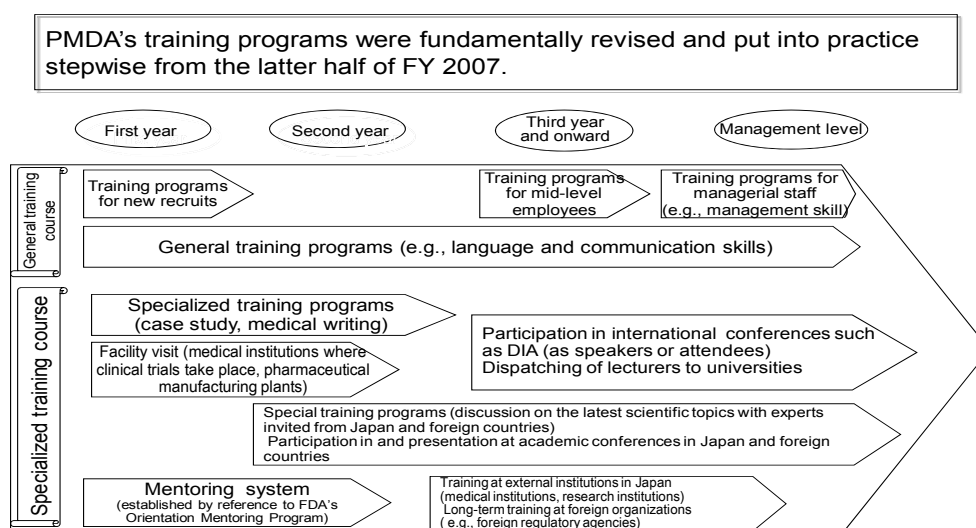 PMDA's training programs were fundamentally revised and put into practice
stepwise from the latter half of FY 2007.
First year
Second year
Third year
and onward
Management level
General training
course
Training programs
for new recruits
Training programs
for mid-level
employees
Training programs for
managerial staff
(e.g., management skill)
General training programs (e.g., language and communication skills)
Specialized training course
Specialized training programs
(case study, medical writing)
Facility visit (medical institutions where
clinical trials take place, pharmaceutical
manufacturing plants)
Participation in international conferences such
as DIA (as speakers or attendees)
Dispatching of lecturers to universities
Special training programs (discussion on the latest scientific topics with experts
invited from Japan and foreign countries)
Participation in and presentation at academic conferences in Japan and foreign
countries
Mentoring system
(established by reference to FDA's
Orientation Mentoring Program)
Training at external institutions in Japan
(medical institutions, research institutions)
Long-term training at foreign organizations
( e.g., foreign regulatory agencies)